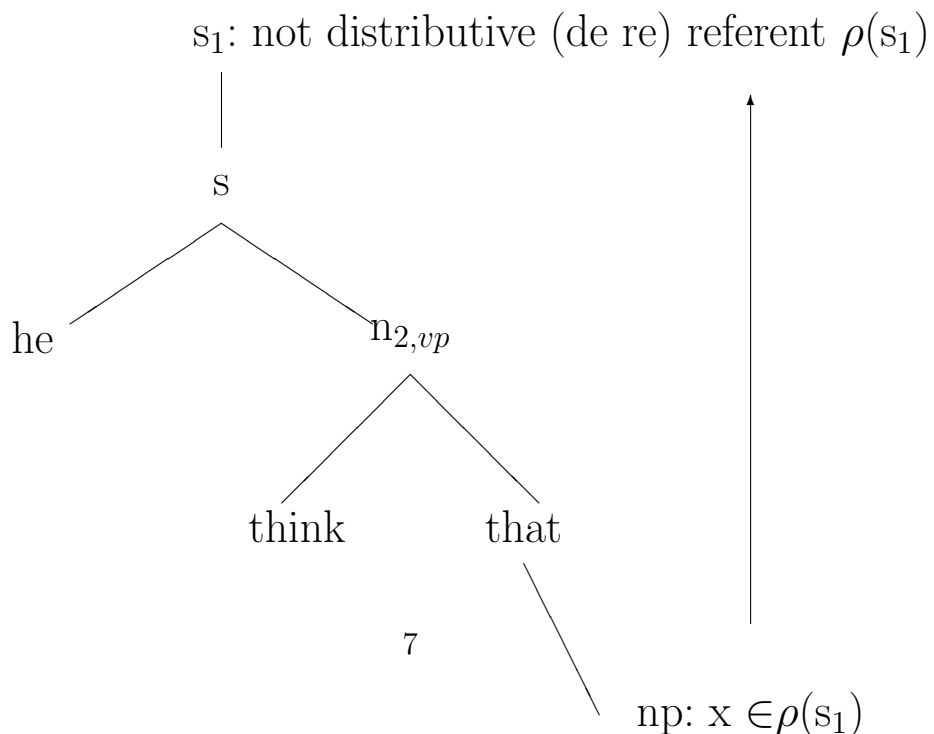 s₁: not distributive (de re) referent ρ(s₁)
s
he
n₂,ᵥₚ
think that
7
np: x ∈ρ(s₁)